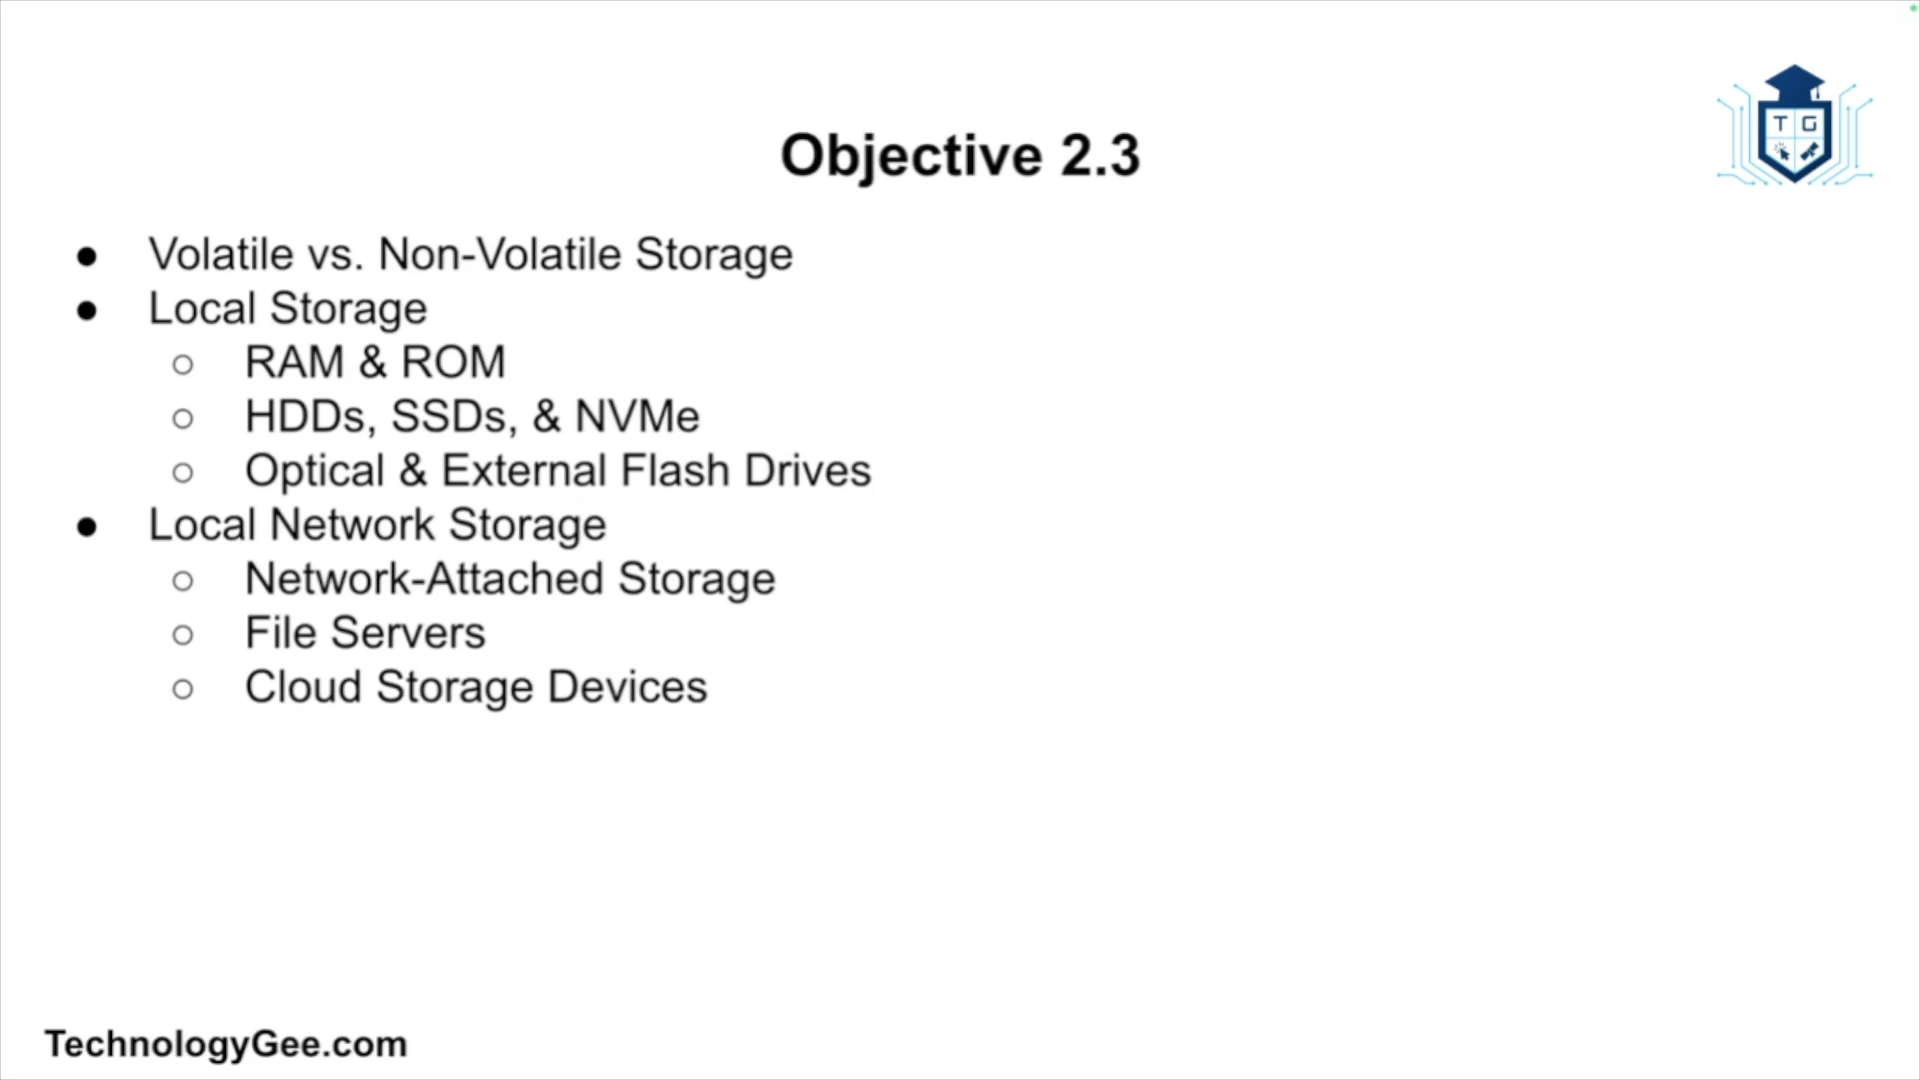 T G
Objective 2.3
● Volatile vs. Non-Volatile Storage
● Local Storage
○ RAM & ROM
○ HDDs, SSDs, & NVMe
○ Optical & External Flash Drives
● Local Network Storage
○ Network-Attached Storage
○ File Servers
○ Cloud Storage Devices
TechnologyGee.com